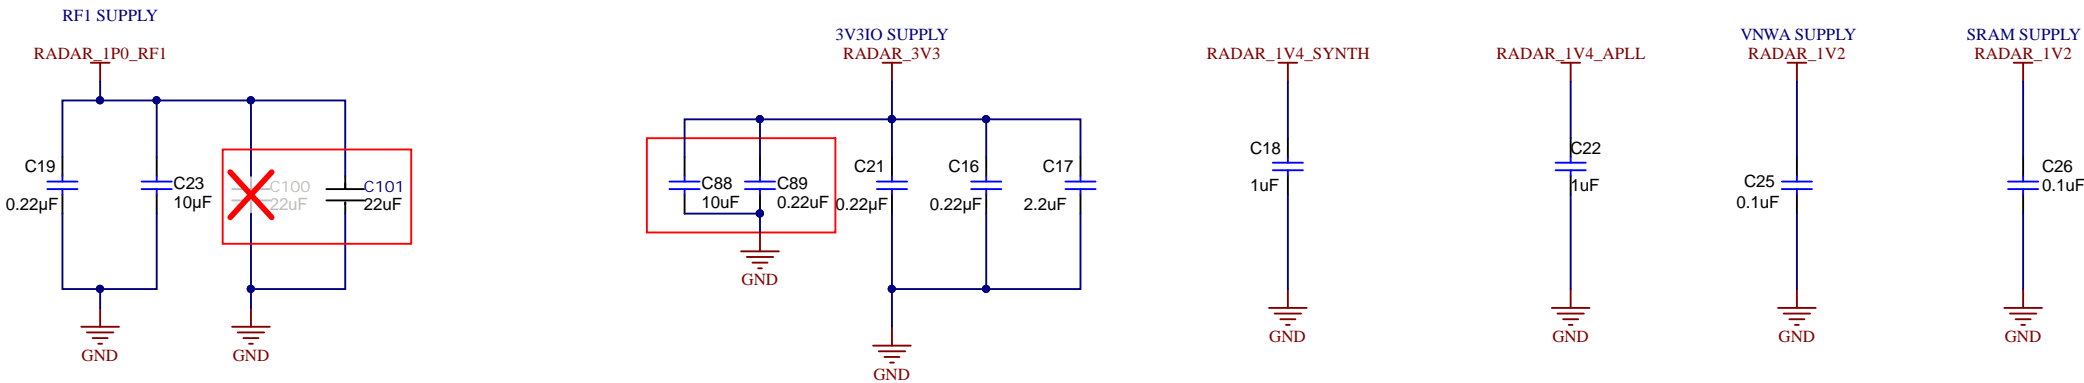 RF1 SUPPLY
RADAR_1P0_RF1
C19
0.22µF
C23
10µF
C100
22uF
C101
22uF
GND
GND
3V3IO SUPPLY
RADAR_3V3
C88
10uF
C89
0.22uF
C21
0.22µF
C16
0.22µF
C17
2.2uF
GND
GND
RADAR_1V4_SYNTH
C18
1uF
GND
RADAR_1V4_APLL
C22
1uF
GND
VNWA SUPPLY
RADAR_1V2
C25
0.1uF
GND
SRAM SUPPLY
RADAR_1V2
C26
0.1uF
GND